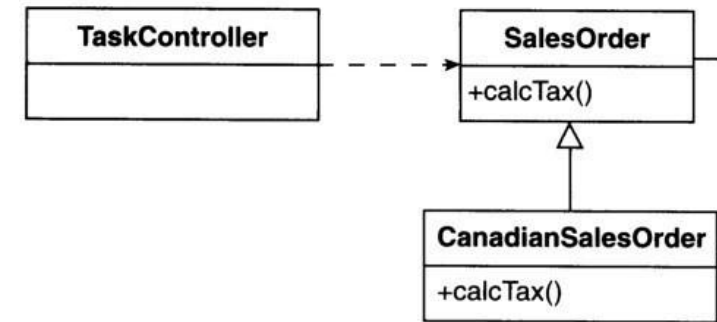 TaskController
SalesOrder
+calcTax()
CanadianSalesOrder
+calcTax()